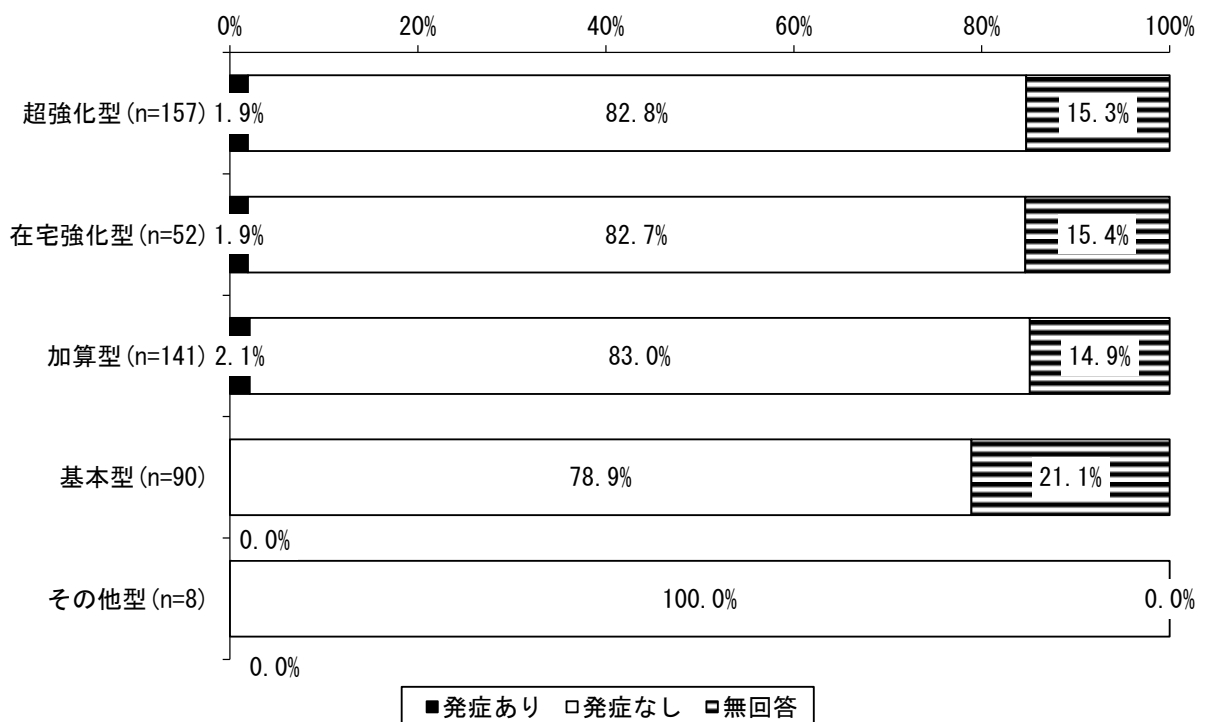 0% 20% 40% 60% 80% 100%
超強化型(n=157) 1.9% 82.8% 15.3%
在宅強化型(n=52) 1.9% 82.7% 15.4%
加算型(n=141) 2.1% 83.0% 14.9%
基本型(n=90) 78.9% 21.1%
0.0%
その他型(n=8) 100.0% 0.0%
0.0%
■発症あり □発症なし 無回答